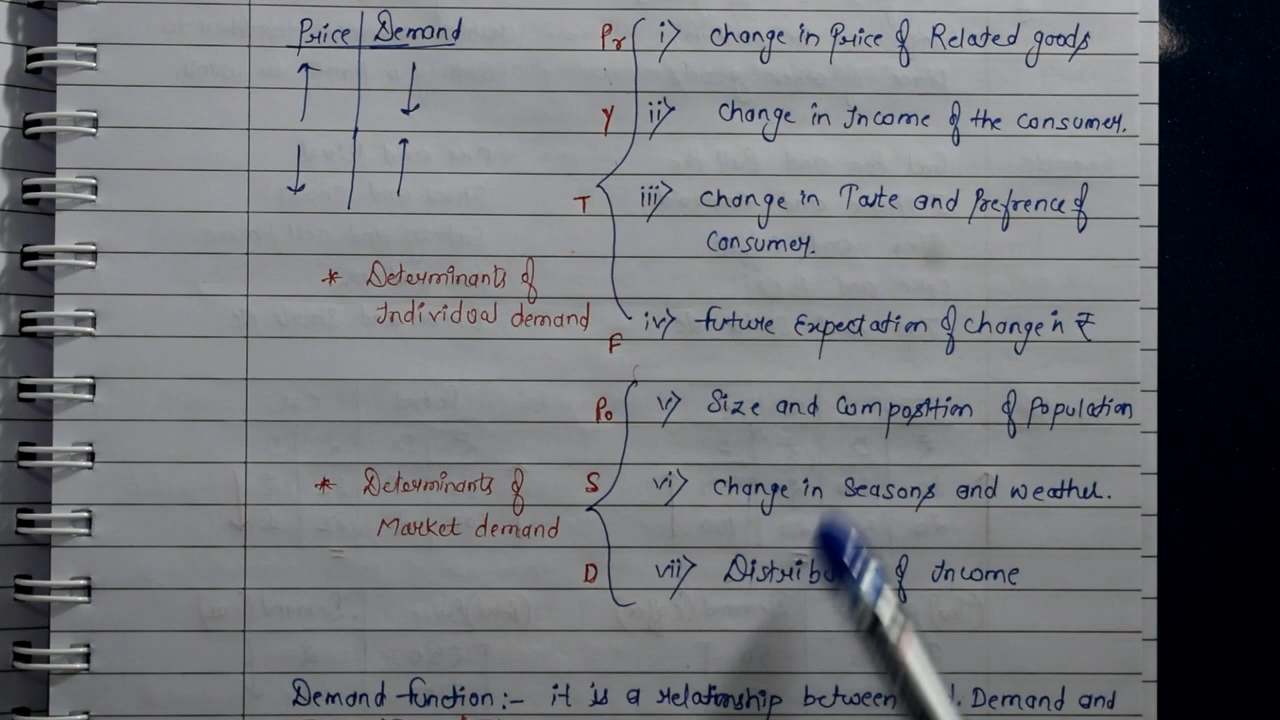 Price | Demand
↑ ↓
↓ ↑
Pr i) change in Price of Related goods
Y ii) change in Income of the consumer.
T iii) change in Taste and Prefrence of
consumer.
* Determinants of
Individual demand
F iv) future Expectation of change in ₹
Po v) Size and Composition of Population
* Determinants of
Market demand
S vi) change in Seasons and weather.
D vii) of Income
Demand function:- it is a relationship between Demand and